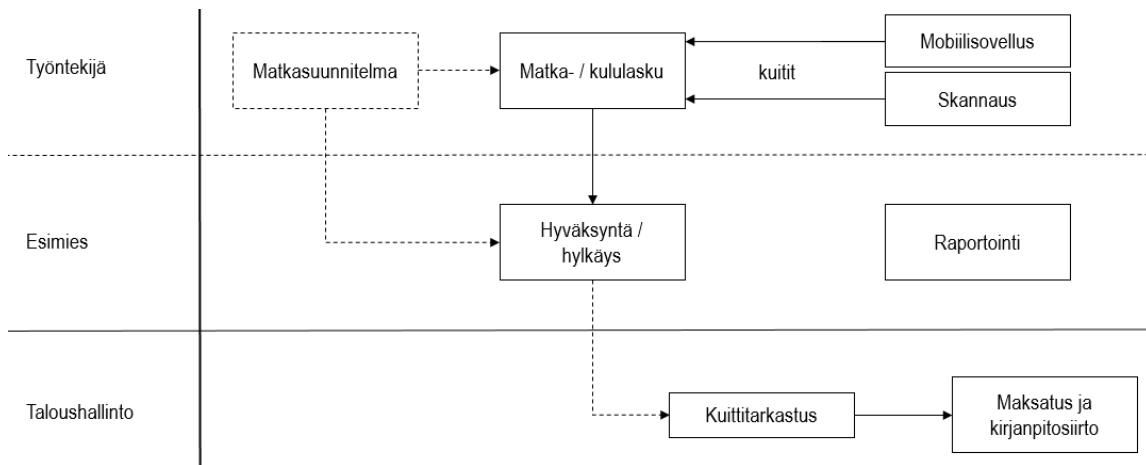 Työntekijä
Matkasuunnitelma
Matka- / kululasku
kuitit
Mobiilisovellus
Skannaus
Esimies
Hyväksyntä /
hylkäys
Raportointi
Taloushallinto
Kuittitarkastus
Maksatus ja
kirjanpitosiirto